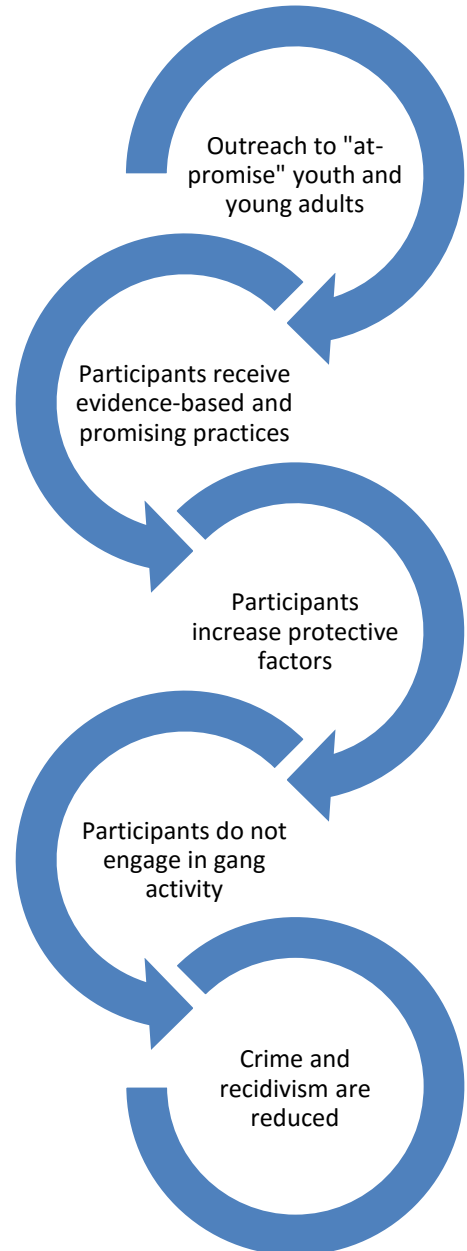 Outreach to "at-
promise" youth and
young adults
Participants receive
evidence-based and
promising practices
Participants
increase protective
factors
Participants do not
engage in gang
activity
Crime and
recidivism are
reduced